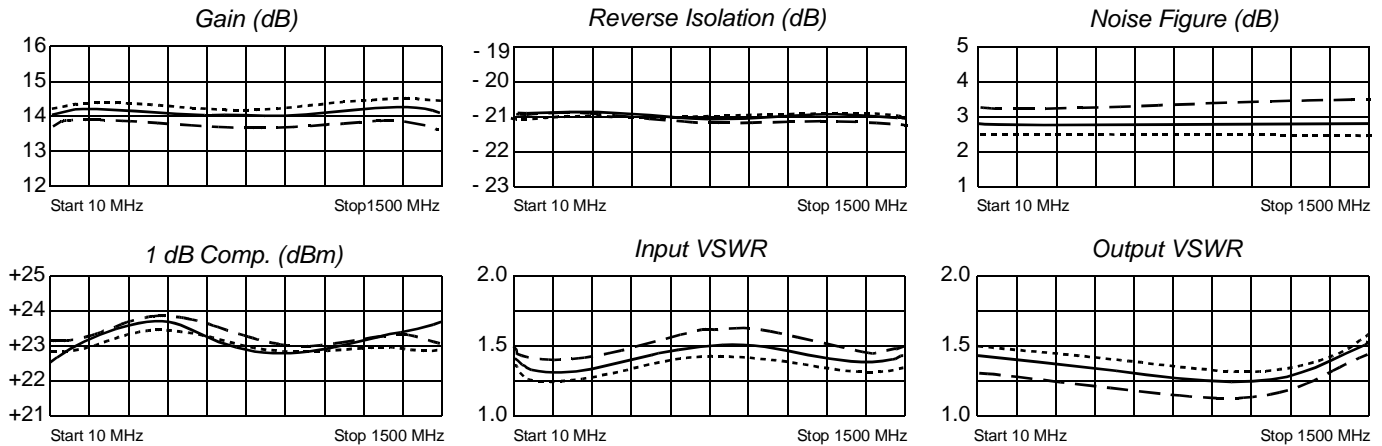 Gain (dB)
16
15
14
13
12
Start 10 MHz
Stop1500 MHz
Reverse Isolation (dB)
- 19
- 20
- 21
- 22
- 23
Start 10 MHz
Stop 1500 MHz
Noise Figure (dB)
5
4
3
2
1
Start 10 MHz
Stop 1500 MHz
1 dB Comp. (dBm)
+25
+24
+23
+22
+21
Start 10 MHz
Stop 1500 MHz
Input VSWR
2.0
1.5
1.0
Start 10 MHz
Stop 1500 MHz
Output VSWR
2.0
1.5
1.0
Start 10 MHz
Stop 1500 MHz